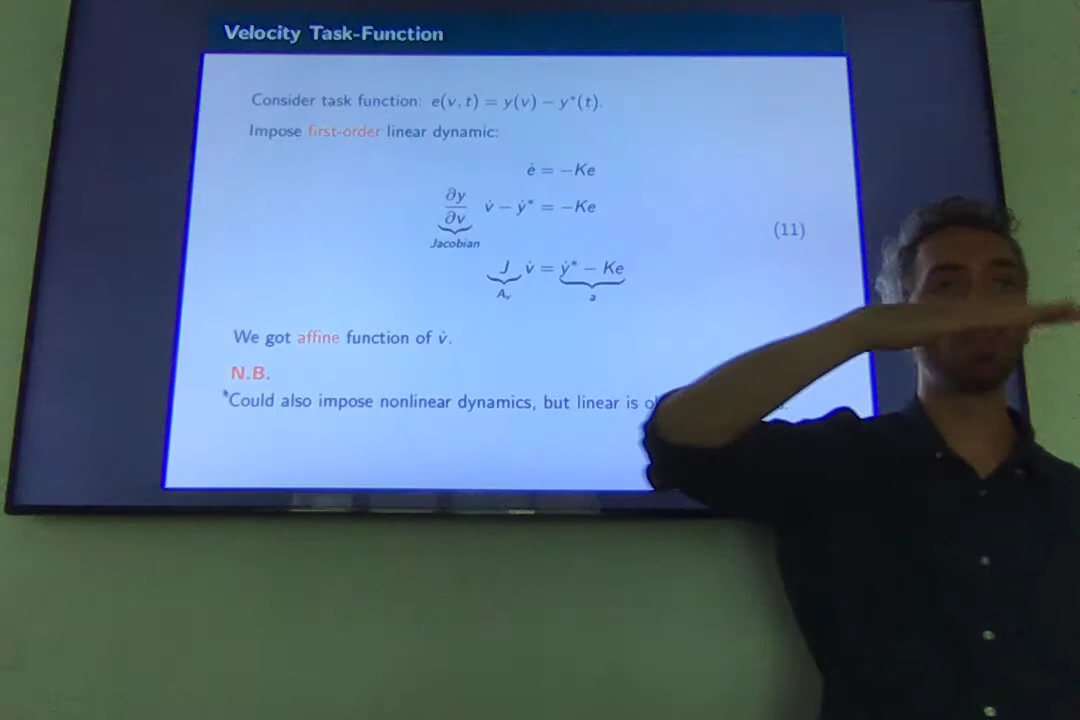 Velocity Task-Function
Consider task function: e(v, t) = y(v) − y*(t).
Impose first-order linear dynamic:
ė = −Ke
∂y/∂v v̇ − ẏ* = −Ke
Jacobian
(11)
J v̇ = ẏ* − Ke
A_v a
We got affine function of v̇.
N.B.
*Could also impose nonlinear dynamics, but linear is